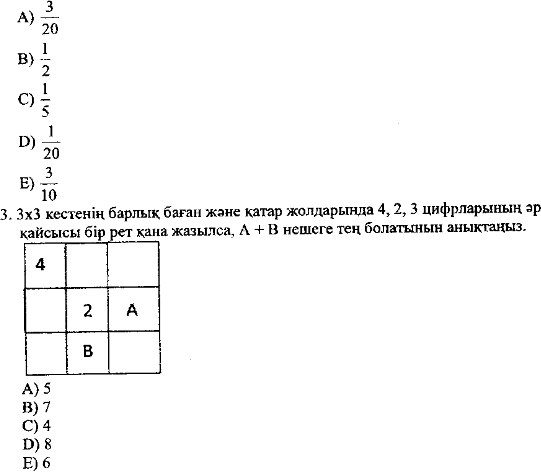 A) 3/20
B) 1/2
C) 1/5
D) 1/20
E) 3/10
3. 3x3 кестенің барлық баған және қатар жолдарында 4, 2, 3 цифрларының әр
қайсысы бір рет қана жазылса, A + B нешеге тең болатынын анықтаңыз.
4
2 A
B
A) 5
B) 7
C) 4
D) 8
E) 6